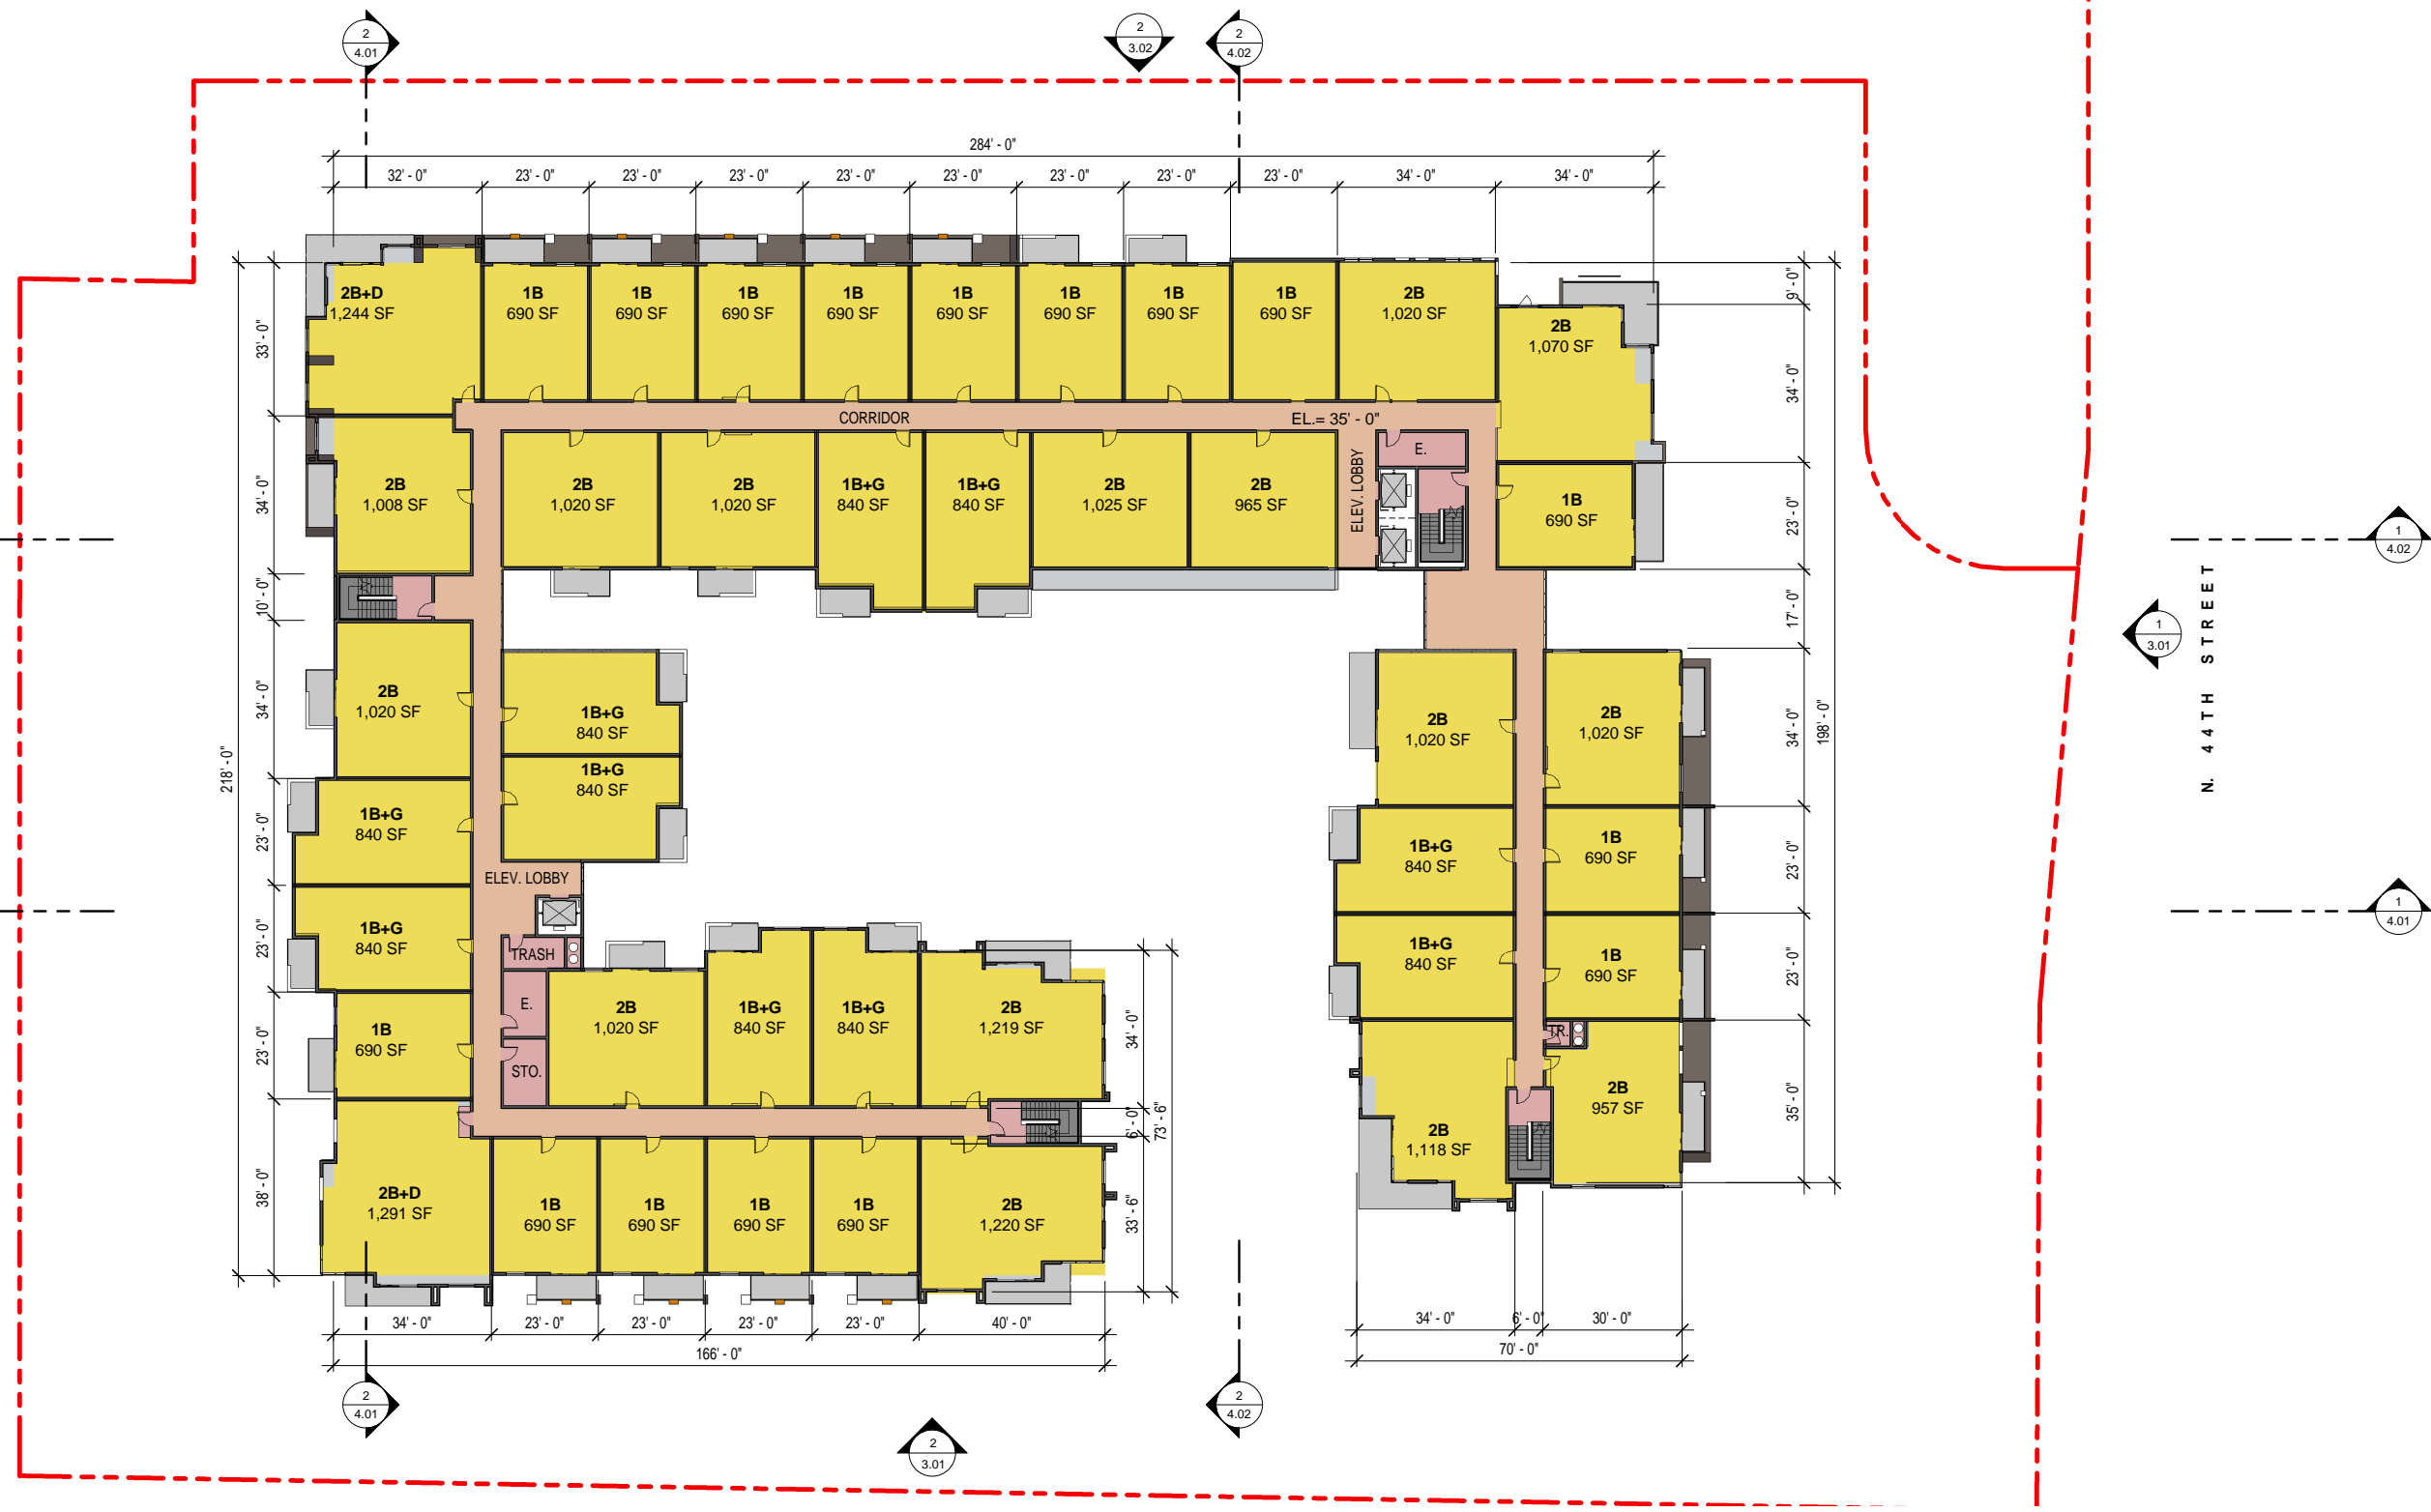 2
4.01
2
3.02
2
4.02
284' - 0"
32' - 0"
23' - 0"
23' - 0"
23' - 0"
23' - 0"
23' - 0"
23' - 0"
23' - 0"
23' - 0"
34' - 0"
34' - 0"
2B+D
1,244 SF
1B
690 SF
1B
690 SF
1B
690 SF
1B
690 SF
1B
690 SF
1B
690 SF
1B
690 SF
1B
690 SF
2B
1,020 SF
2B
1,070 SF
9' - 0"
33' - 0"
34' - 0"
CORRIDOR
EL.= 35' - 0"
2B
1,008 SF
2B
1,020 SF
2B
1,020 SF
1B+G
840 SF
1B+G
840 SF
2B
1,025 SF
2B
965 SF
ELEV. LOBBY
E.
1B
690 SF
34' - 0"
23' - 0"
10' - 0"
17' - 0"
1
4.02
1
3.01
N. 44TH STREET
2B
1,020 SF
1B+G
840 SF
1B+G
840 SF
2B
1,020 SF
2B
1,020 SF
34' - 0"
34' - 0"
218' - 0"
198' - 0"
1B+G
840 SF
1B+G
840 SF
1B
690 SF
23' - 0"
23' - 0"
ELEV. LOBBY
1B+G
840 SF
TRASH
1B+G
840 SF
1B
690 SF
23' - 0"
23' - 0"
1
4.01
1B
690 SF
E.
STO.
2B
1,020 SF
1B+G
840 SF
1B+G
840 SF
2B
1,219 SF
23' - 0"
34' - 0"
6' - 0"
73' - 6"
33' - 6"
TR.
2B
957 SF
2B
1,118 SF
35' - 0"
38' - 0"
2B+D
1,291 SF
1B
690 SF
1B
690 SF
1B
690 SF
1B
690 SF
2B
1,220 SF
34' - 0"
23' - 0"
23' - 0"
23' - 0"
23' - 0"
40' - 0"
166' - 0"
34' - 0"
6' - 0"
30' - 0"
70' - 0"
2
4.01
2
3.01
2
4.02